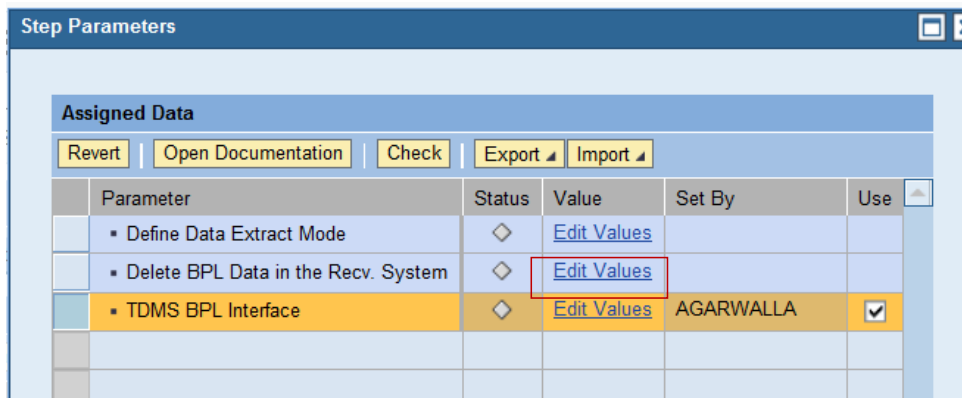 Step Parameters
Assigned Data
Revert Open Documentation Check Export Import
Parameter Status Value Set By Use
Define Data Extract Mode Edit Values
Delete BPL Data in the Recv. System Edit Values
TDMS BPL Interface Edit Values AGARWALLA